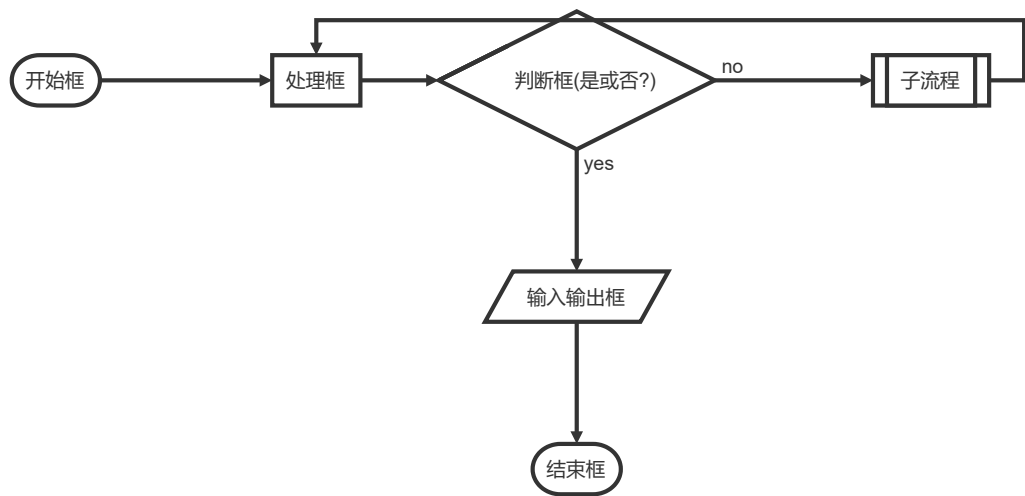 开始框
处理框
判断框(是或否?)
no
子流程
yes
输入输出框
结束框